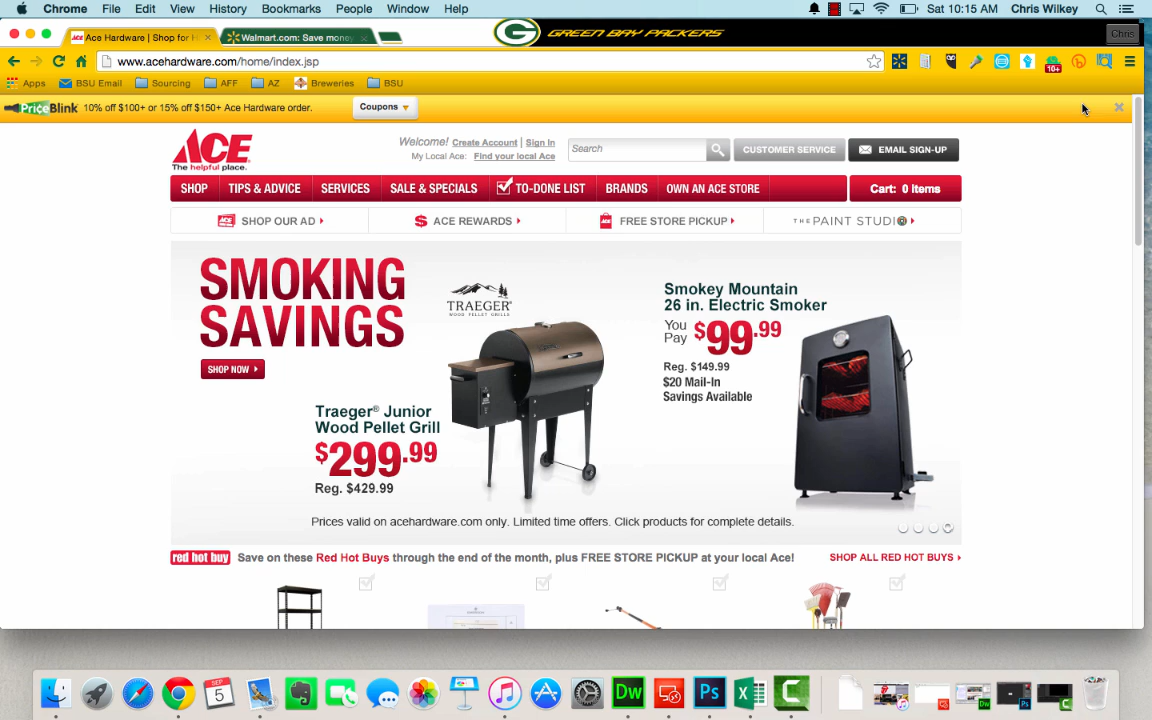 Chrome File Edit View History Bookmarks People Window Help Sat 10:15 AM Chris Wilkey
Ace Hardware | Shop for H Walmart.com: Save money GREEN BAY PACKERS Chris
www.acehardware.com/home/index.jsp
10+
Apps BSU Email Sourcing AFF AZ Breweries BSU
PriceBlink 10% off $100+ or 15% off $150+ Ace Hardware order. Coupons
ACE
The helpful place.
Welcome! Create Account | Sign In
My Local Ace: Find your local Ace
Search
CUSTOMER SERVICE
EMAIL SIGN-UP
SHOP TIPS & ADVICE SERVICES SALE & SPECIALS TO-DONE LIST BRANDS OWN AN ACE STORE Cart: 0 items
SHOP OUR AD ACE REWARDS FREE STORE PICKUP THE PAINT STUDIO
SMOKING
SAVINGS
SHOP NOW
TRAEGER
WOOD PELLET GRILLS
Traeger® Junior
Wood Pellet Grill
$299.99
Reg. $429.99
Smokey Mountain
26 in. Electric Smoker
You
Pay
$99.99
Reg. $149.99
$20 Mail-In
Savings Available
Prices valid on acehardware.com only. Limited time offers. Click products for complete details.
red hot buy Save on these Red Hot Buys through the end of the month, plus FREE STORE PICKUP at your local Ace! SHOP ALL RED HOT BUYS
SEP
5
Dw
Ps